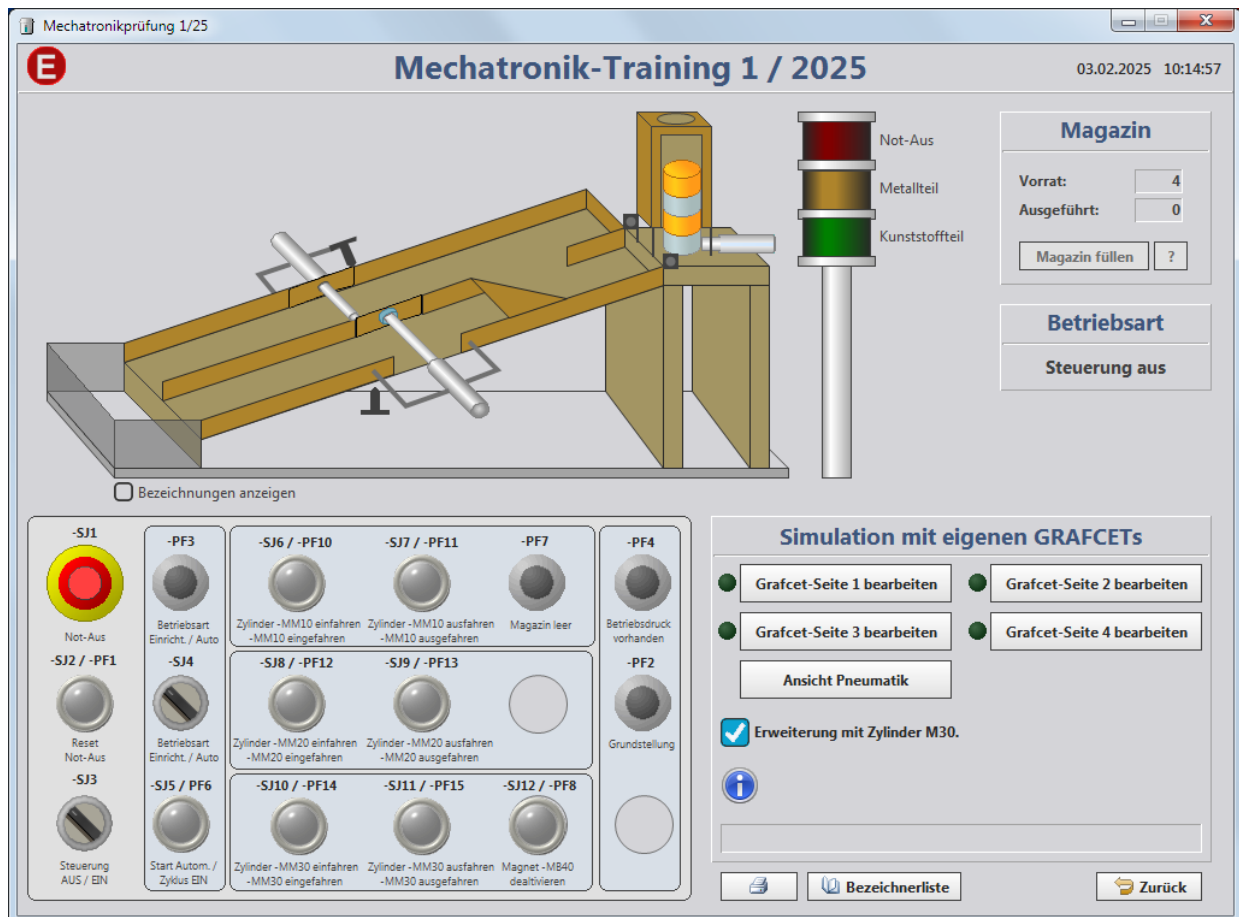 Mechatronikprüfung 1/25
E
Mechatronik-Training 1 / 2025
03.02.2025 10:14:57
Not-Aus
Metallteil
Kunststoffteil
Magazin
Vorrat: 4
Ausgeführt: 0
Magazin füllen ?
Betriebsart
Steuerung aus
Bezeichnungen anzeigen
-SJ1
Not-Aus
-SJ2 / -PF1
Reset
Not-Aus
-SJ3
Steuerung
AUS / EIN
-PF3
Betriebsart
Einricht. / Auto
-SJ4
Betriebsart
Einricht. / Auto
-SJ5 / PF6
Start Autom. /
Zyklus EIN
-SJ6 / -PF10
Zylinder -MM10 einfahren
-MM10 eingefahren
-SJ7 / -PF11
Zylinder -MM10 ausfahren
-MM10 ausgefahren
-PF7
Magazin leer
-SJ8 / -PF12
Zylinder -MM20 einfahren
-MM20 eingefahren
-SJ9 / -PF13
Zylinder -MM20 ausfahren
-MM20 ausgefahren
-SJ10 / -PF14
Zylinder -MM30 einfahren
-MM30 eingefahren
-SJ11 / -PF15
Zylinder -MM30 ausfahren
-MM30 ausgefahren
-SJ12 / -PF8
Magnet -MB40
dealtivieren
-PF4
Betriebsdruck
vorhanden
-PF2
Grundstellung
Simulation mit eigenen GRAFCETs
Grafcet-Seite 1 bearbeiten
Grafcet-Seite 2 bearbeiten
Grafcet-Seite 3 bearbeiten
Grafcet-Seite 4 bearbeiten
Ansicht Pneumatik
Erweiterung mit Zylinder M30.
Bezeichnerliste
Zurück